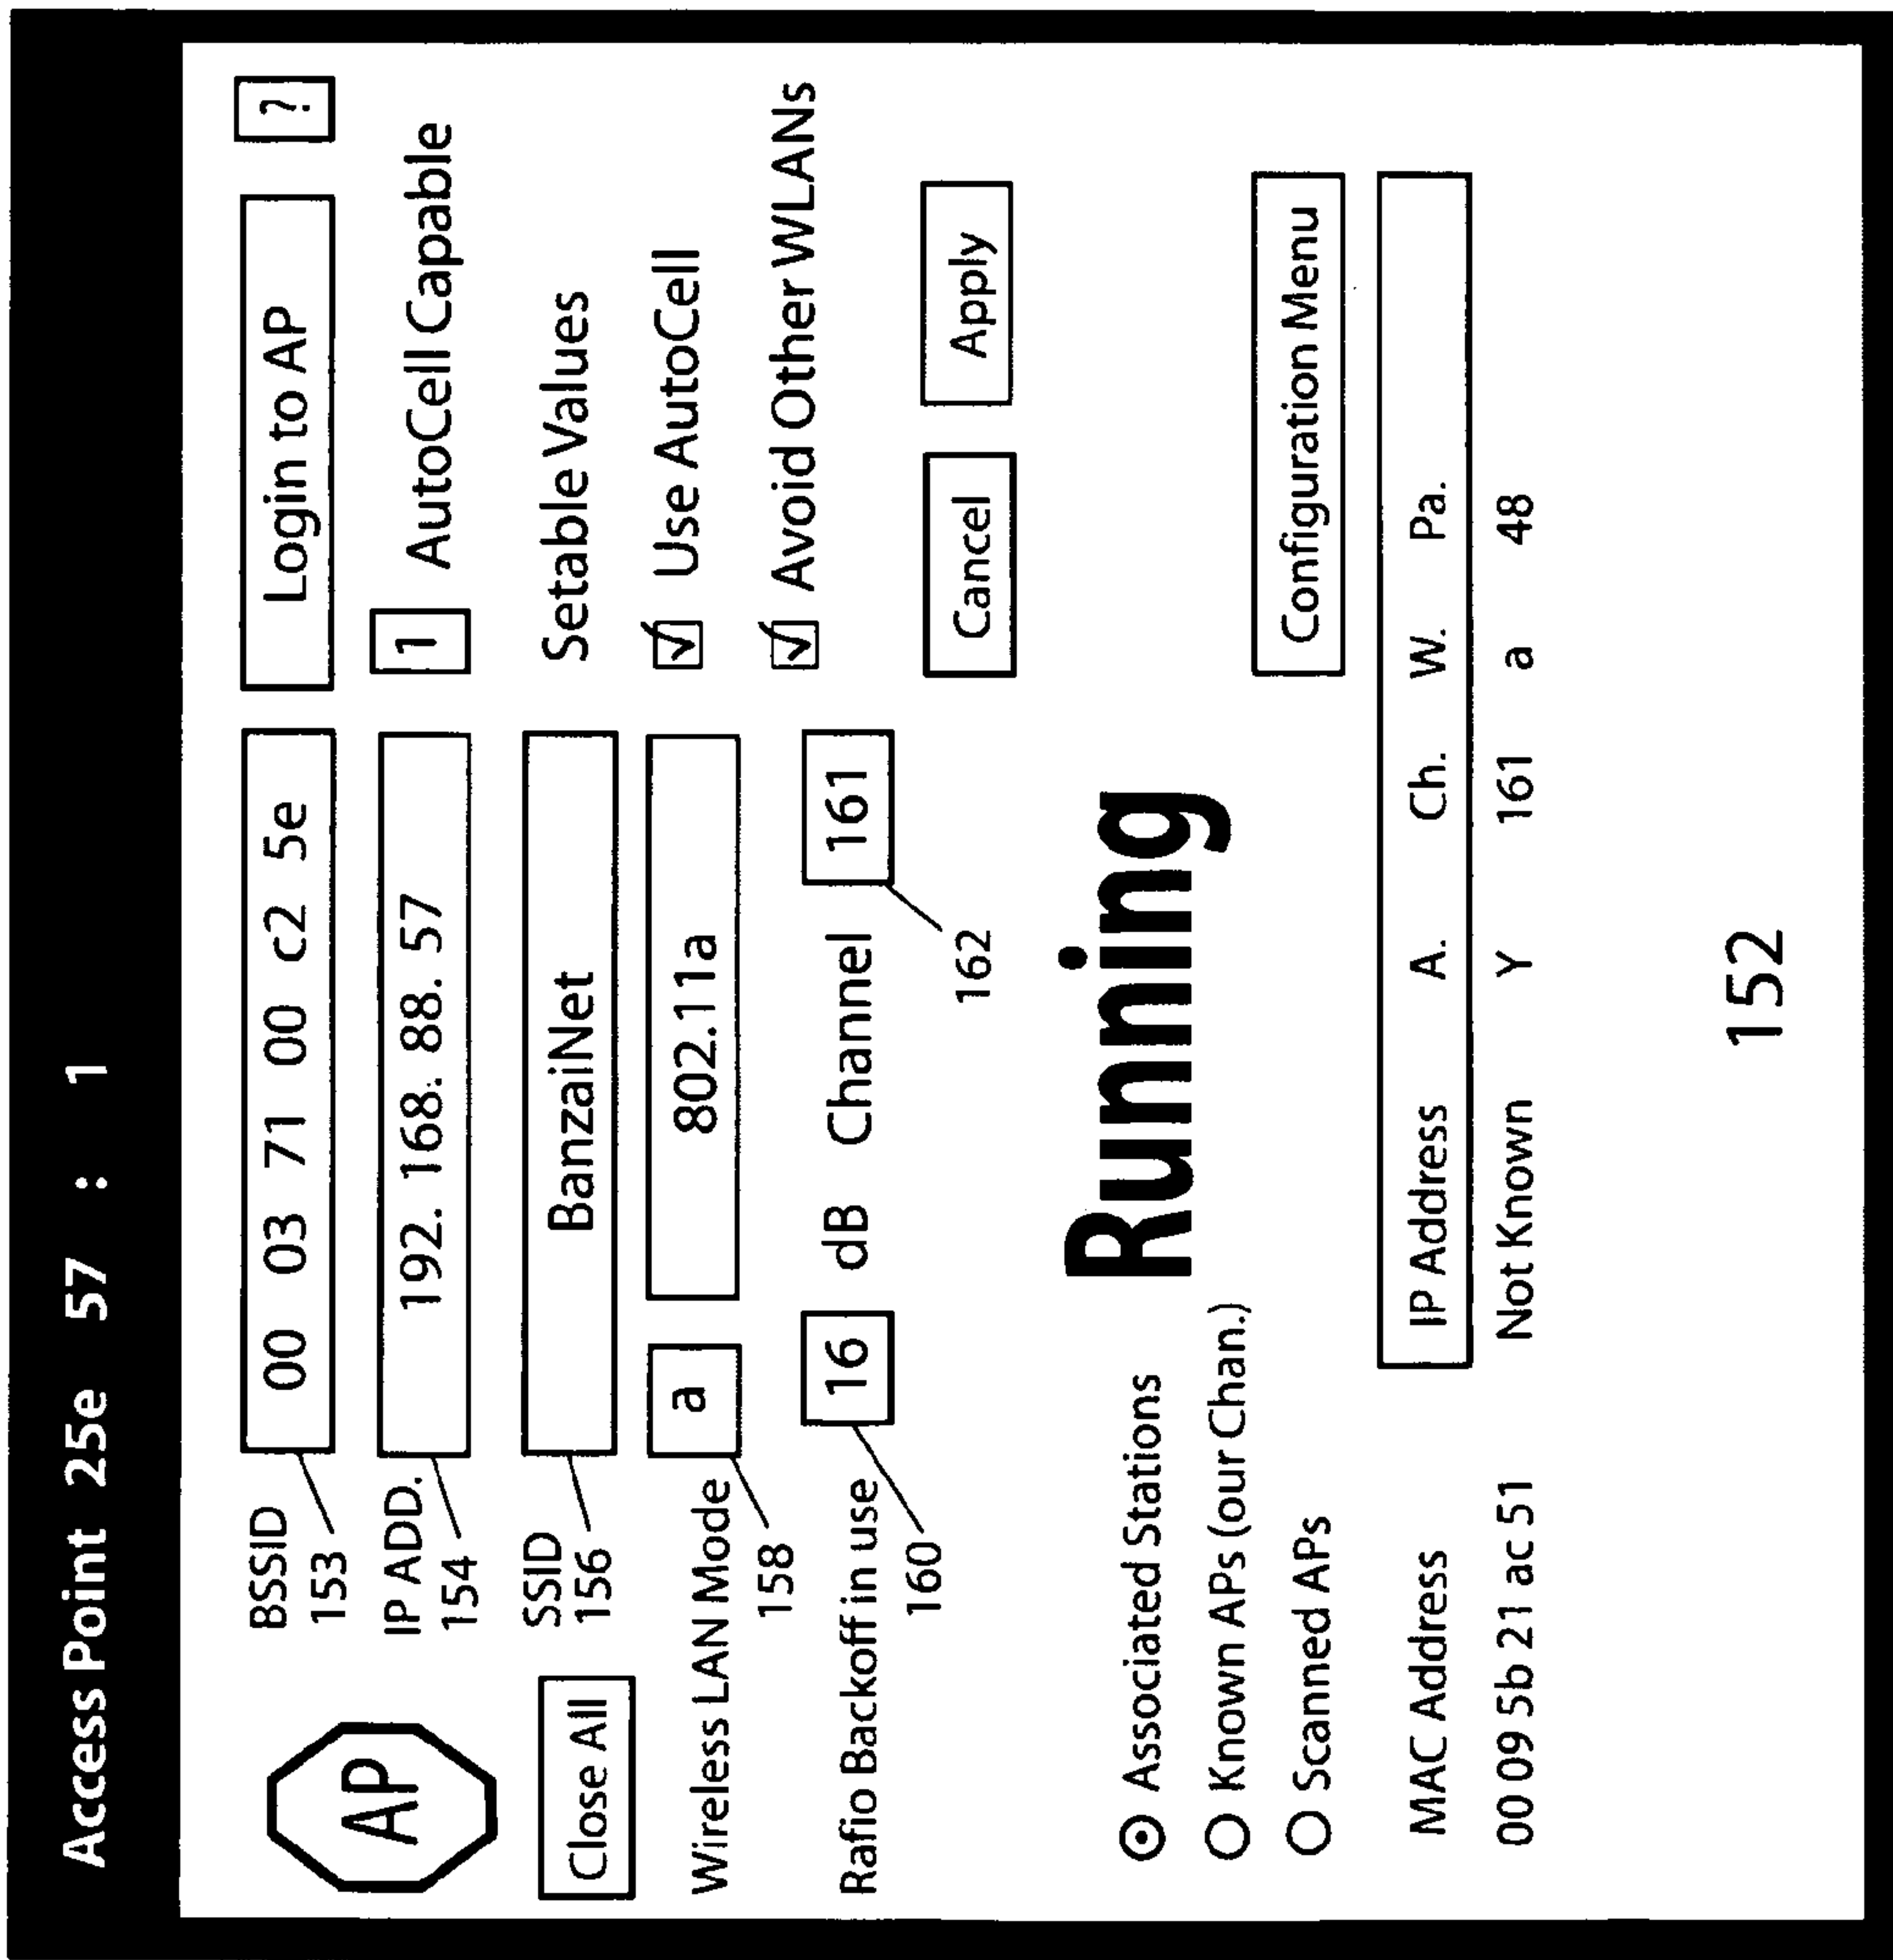 Access Point 25e 57 : 1
AP
BSSID
153
00 03 71 00 c2 5e
Login to AP
?
IP ADD.
154
192. 168. 88. 57
1 AutoCell Capable
Close All
SSID
156
BanzaiNet
Setable Values
Wireless LAN Mode
158
a
802.11a
Use AutoCell
Rafio Backoff in use
160
16 dB Channel 161
162
Avoid Other WLANs
Cancel
Apply
Running
Associated Stations
Known APs (our Chan.)
Scanned APs
Configuration Menu
MAC Address IP Address A. Ch. W. Pa.
00 09 5b 21 ac 51 Not Known Y 161 a 48
152